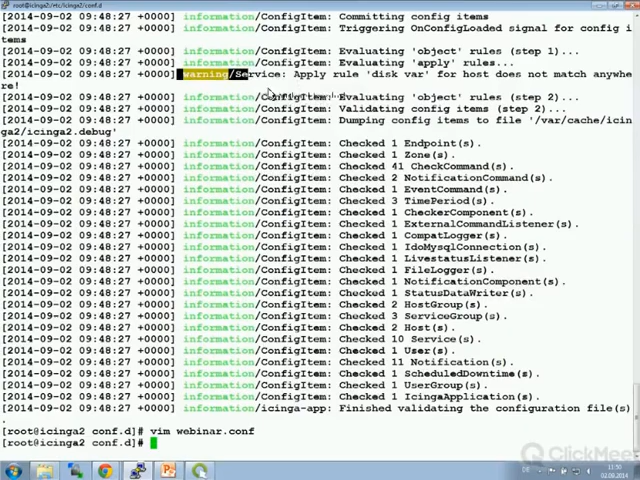 root@icinga2:/etc/icinga2/conf.d
[2014-09-02 09:48:27 +0000] information/ConfigItem: Committing config items
[2014-09-02 09:48:27 +0000] information/ConfigItem: Triggering OnConfigLoaded signal for config i
tems
[2014-09-02 09:48:27 +0000] information/ConfigItem: Evaluating 'object' rules (step 1)...
[2014-09-02 09:48:27 +0000] information/ConfigItem: Evaluating 'apply' rules...
[2014-09-02 09:48:27 +0000] warning/Service: Apply rule 'disk var' for host does not match anywhe
re!
[2014-09-02 09:48:27 +0000] information/ConfigItem: Evaluating 'object' rules (step 2)...
[2014-09-02 09:48:27 +0000] information/ConfigItem: Validating config items (step 2)...
[2014-09-02 09:48:27 +0000] information/ConfigItem: Dumping config items to file '/var/cache/icin
ga2/icinga2.debug'
[2014-09-02 09:48:27 +0000] information/ConfigItem: Checked 1 Endpoint(s).
[2014-09-02 09:48:27 +0000] information/ConfigItem: Checked 1 Zone(s).
[2014-09-02 09:48:27 +0000] information/ConfigItem: Checked 41 CheckCommand(s).
[2014-09-02 09:48:27 +0000] information/ConfigItem: Checked 2 NotificationCommand(s).
[2014-09-02 09:48:27 +0000] information/ConfigItem: Checked 1 EventCommand(s).
[2014-09-02 09:48:27 +0000] information/ConfigItem: Checked 3 TimePeriod(s).
[2014-09-02 09:48:27 +0000] information/ConfigItem: Checked 1 CheckerComponent(s).
[2014-09-02 09:48:27 +0000] information/ConfigItem: Checked 1 ExternalCommandListener(s).
[2014-09-02 09:48:27 +0000] information/ConfigItem: Checked 1 CompatLogger(s).
[2014-09-02 09:48:27 +0000] information/ConfigItem: Checked 1 IdoMysqlConnection(s).
[2014-09-02 09:48:27 +0000] information/ConfigItem: Checked 1 LivestatusListener(s).
[2014-09-02 09:48:27 +0000] information/ConfigItem: Checked 1 FileLogger(s).
[2014-09-02 09:48:27 +0000] information/ConfigItem: Checked 1 NotificationComponent(s).
[2014-09-02 09:48:27 +0000] information/ConfigItem: Checked 1 StatusDataWriter(s).
[2014-09-02 09:48:27 +0000] information/ConfigItem: Checked 2 HostGroup(s).
[2014-09-02 09:48:27 +0000] information/ConfigItem: Checked 3 ServiceGroup(s).
[2014-09-02 09:48:27 +0000] information/ConfigItem: Checked 2 Host(s).
[2014-09-02 09:48:27 +0000] information/ConfigItem: Checked 10 Service(s).
[2014-09-02 09:48:27 +0000] information/ConfigItem: Checked 1 User(s).
[2014-09-02 09:48:27 +0000] information/ConfigItem: Checked 11 Notification(s).
[2014-09-02 09:48:27 +0000] information/ConfigItem: Checked 1 ScheduledDowntime(s).
[2014-09-02 09:48:27 +0000] information/ConfigItem: Checked 1 UserGroup(s).
[2014-09-02 09:48:27 +0000] information/ConfigItem: Checked 1 IcingaApplication(s).
[2014-09-02 09:48:27 +0000] information/icinga-app: Finished validating the configuration file(s)
.
[root@icinga2 conf.d]# vim webinar.conf
[root@icinga2 conf.d]#
ClickMee
DE
11:50
02.09.2014